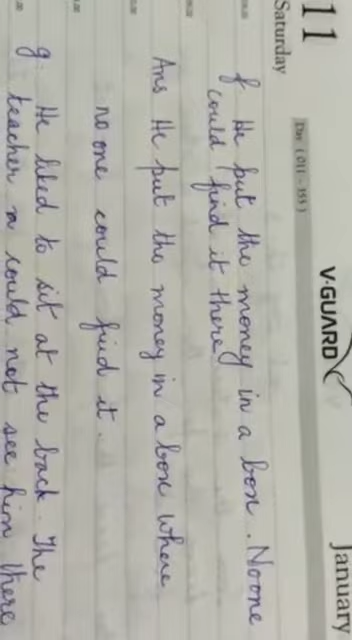 11
January
Saturday
Day (011-355)
V-GUARD
f. He put the money in a box. Noone
could find it there.
Ans He put the money in a box where
no one could find it.
g. He liked to sit at the back. The
teacher could not see him there